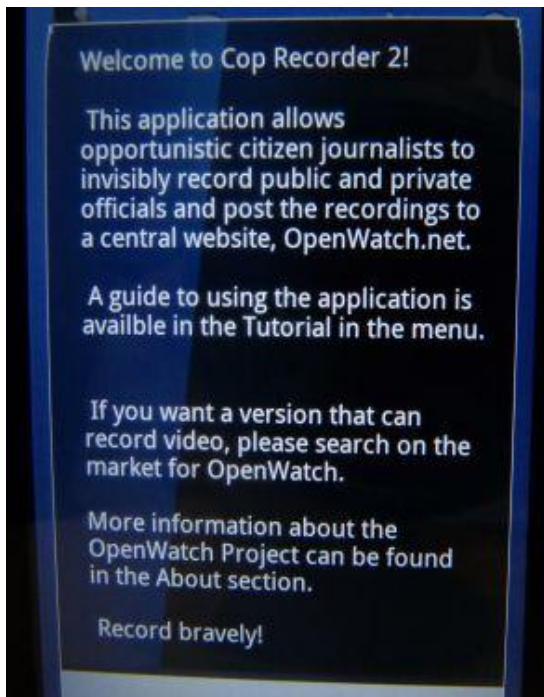 Welcome to Cop Recorder 2!
This application allows
opportunistic citizen journalists to
invisibly record public and private
officials and post the recordings to
a central website, OpenWatch.net.
A guide to using the application is
availble in the Tutorial in the menu.
If you want a version that can
record video, please search on the
market for OpenWatch.
More information about the
OpenWatch Project can be found
in the About section.
Record bravely!